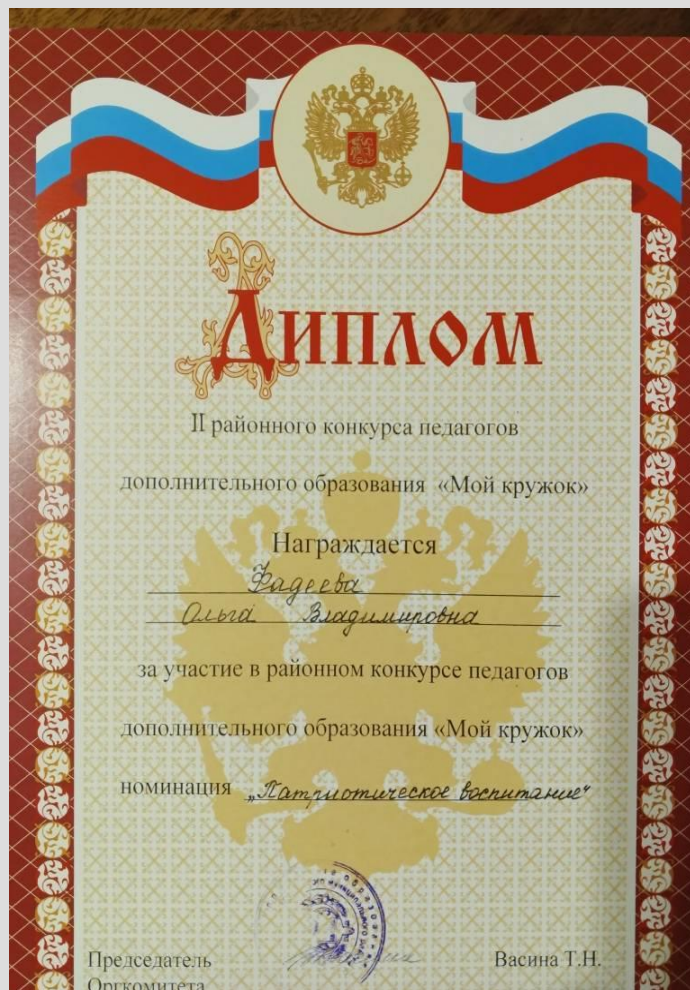 Диплом
II районного конкурса педагогов
дополнительного образования «Мой кружок»
Награждается
Фадеева
Ольга Владимировна
за участие в районном конкурсе педагогов
дополнительного образования «Мой кружок»
номинация „Патриотическое воспитание“
Председатель Васина Т.Н.
Оргкомитета